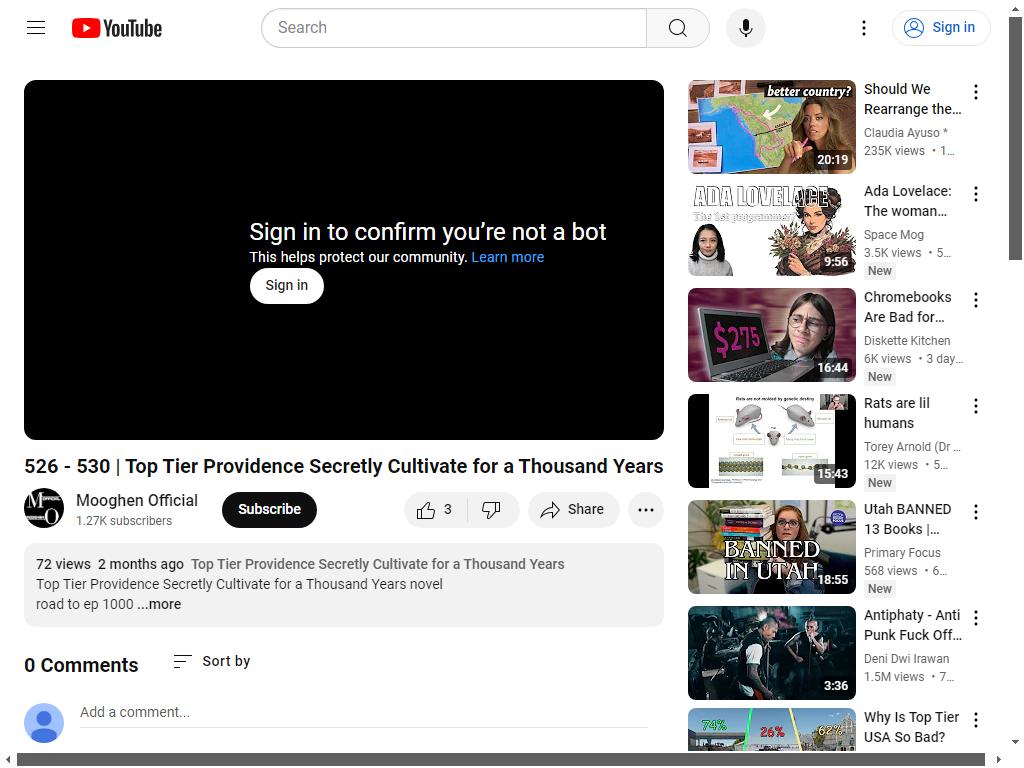 YouTube
Search
Sign in
Sign in to confirm you're not a bot
This helps protect our community. Learn more
Sign in
526 - 530 | Top Tier Providence Secretly Cultivate for a Thousand Years
Mooghen Official
1.27K subscribers
Subscribe
3
Share
72 views 2 months ago Top Tier Providence Secretly Cultivate for a Thousand Years
Top Tier Providence Secretly Cultivate for a Thousand Years novel
road to ep 1000 ...more
0 Comments
Sort by
Add a comment...
better country?
20:19
Should We
Rearrange the...
Claudia Ayuso *
235K views • 1...
ADA LOVELACE
The 1st programmer?
9:56
Ada Lovelace:
The woman...
Space Mog
3.5K views • 5...
New
$275
16:44
Chromebooks
Are Bad for...
Diskette Kitchen
6K views • 3 day...
New
Rats are not molded by genetic destiny
15:43
Rats are lil
humans
Torey Arnold (Dr ...
12K views • 5...
New
BANNED
IN UTAH
18:55
Utah BANNED
13 Books |...
Primary Focus
568 views • 6...
New
3:36
Antiphaty - Anti
Punk Fuck Off...
Deni Dwi Irawan
1.5M views • 7...
74%
26%
62%
Why Is Top Tier
USA So Bad?